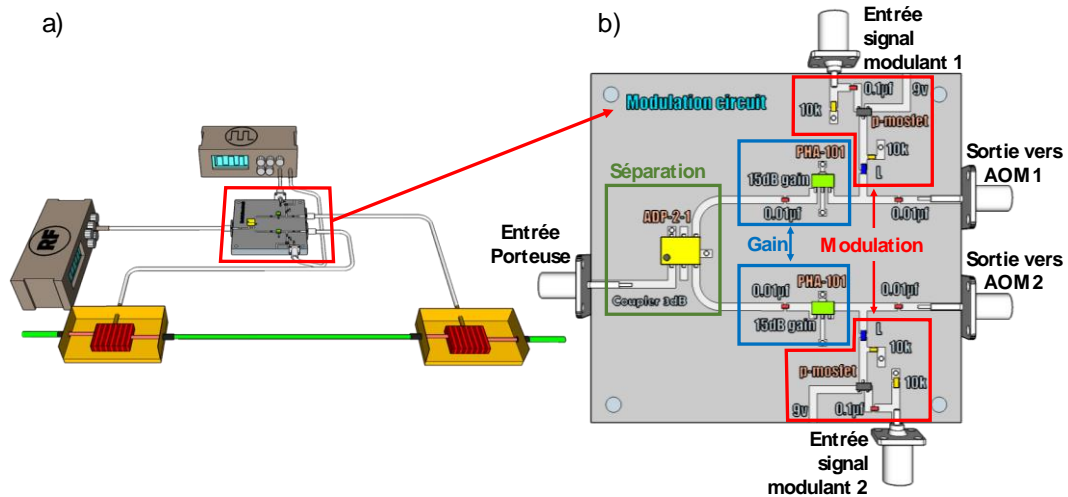 a)
RF
b)
Entrée
signal
modulant 1
Modulation circuit
10k
0.1µf
9v
p-mosfet
10k
L
PHA-101
15dB gain
0.01µf
0.01µf
Sortie vers
AOM 1
Séparation
ADP-2-1
Entrée
Porteuse
Coupler 3dB
Gain
Modulation
Sortie vers
AOM 2
0.01µf
0.01µf
PHA-101
15dB gain
L
10k
p-mosfet
10k
9v
0.1µf
Entrée
signal
modulant 2